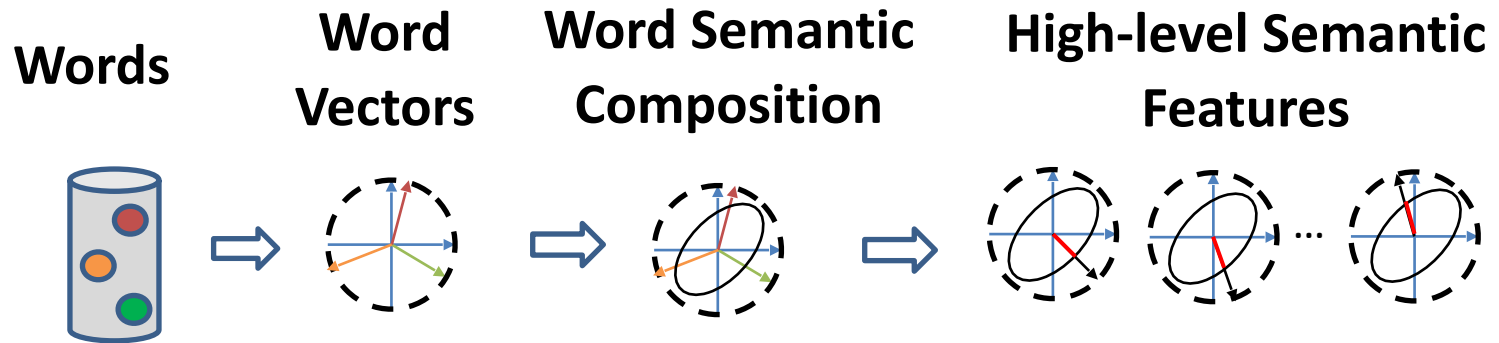 Words
Word
Vectors
Word Semantic
Composition
High-level Semantic
Features
...